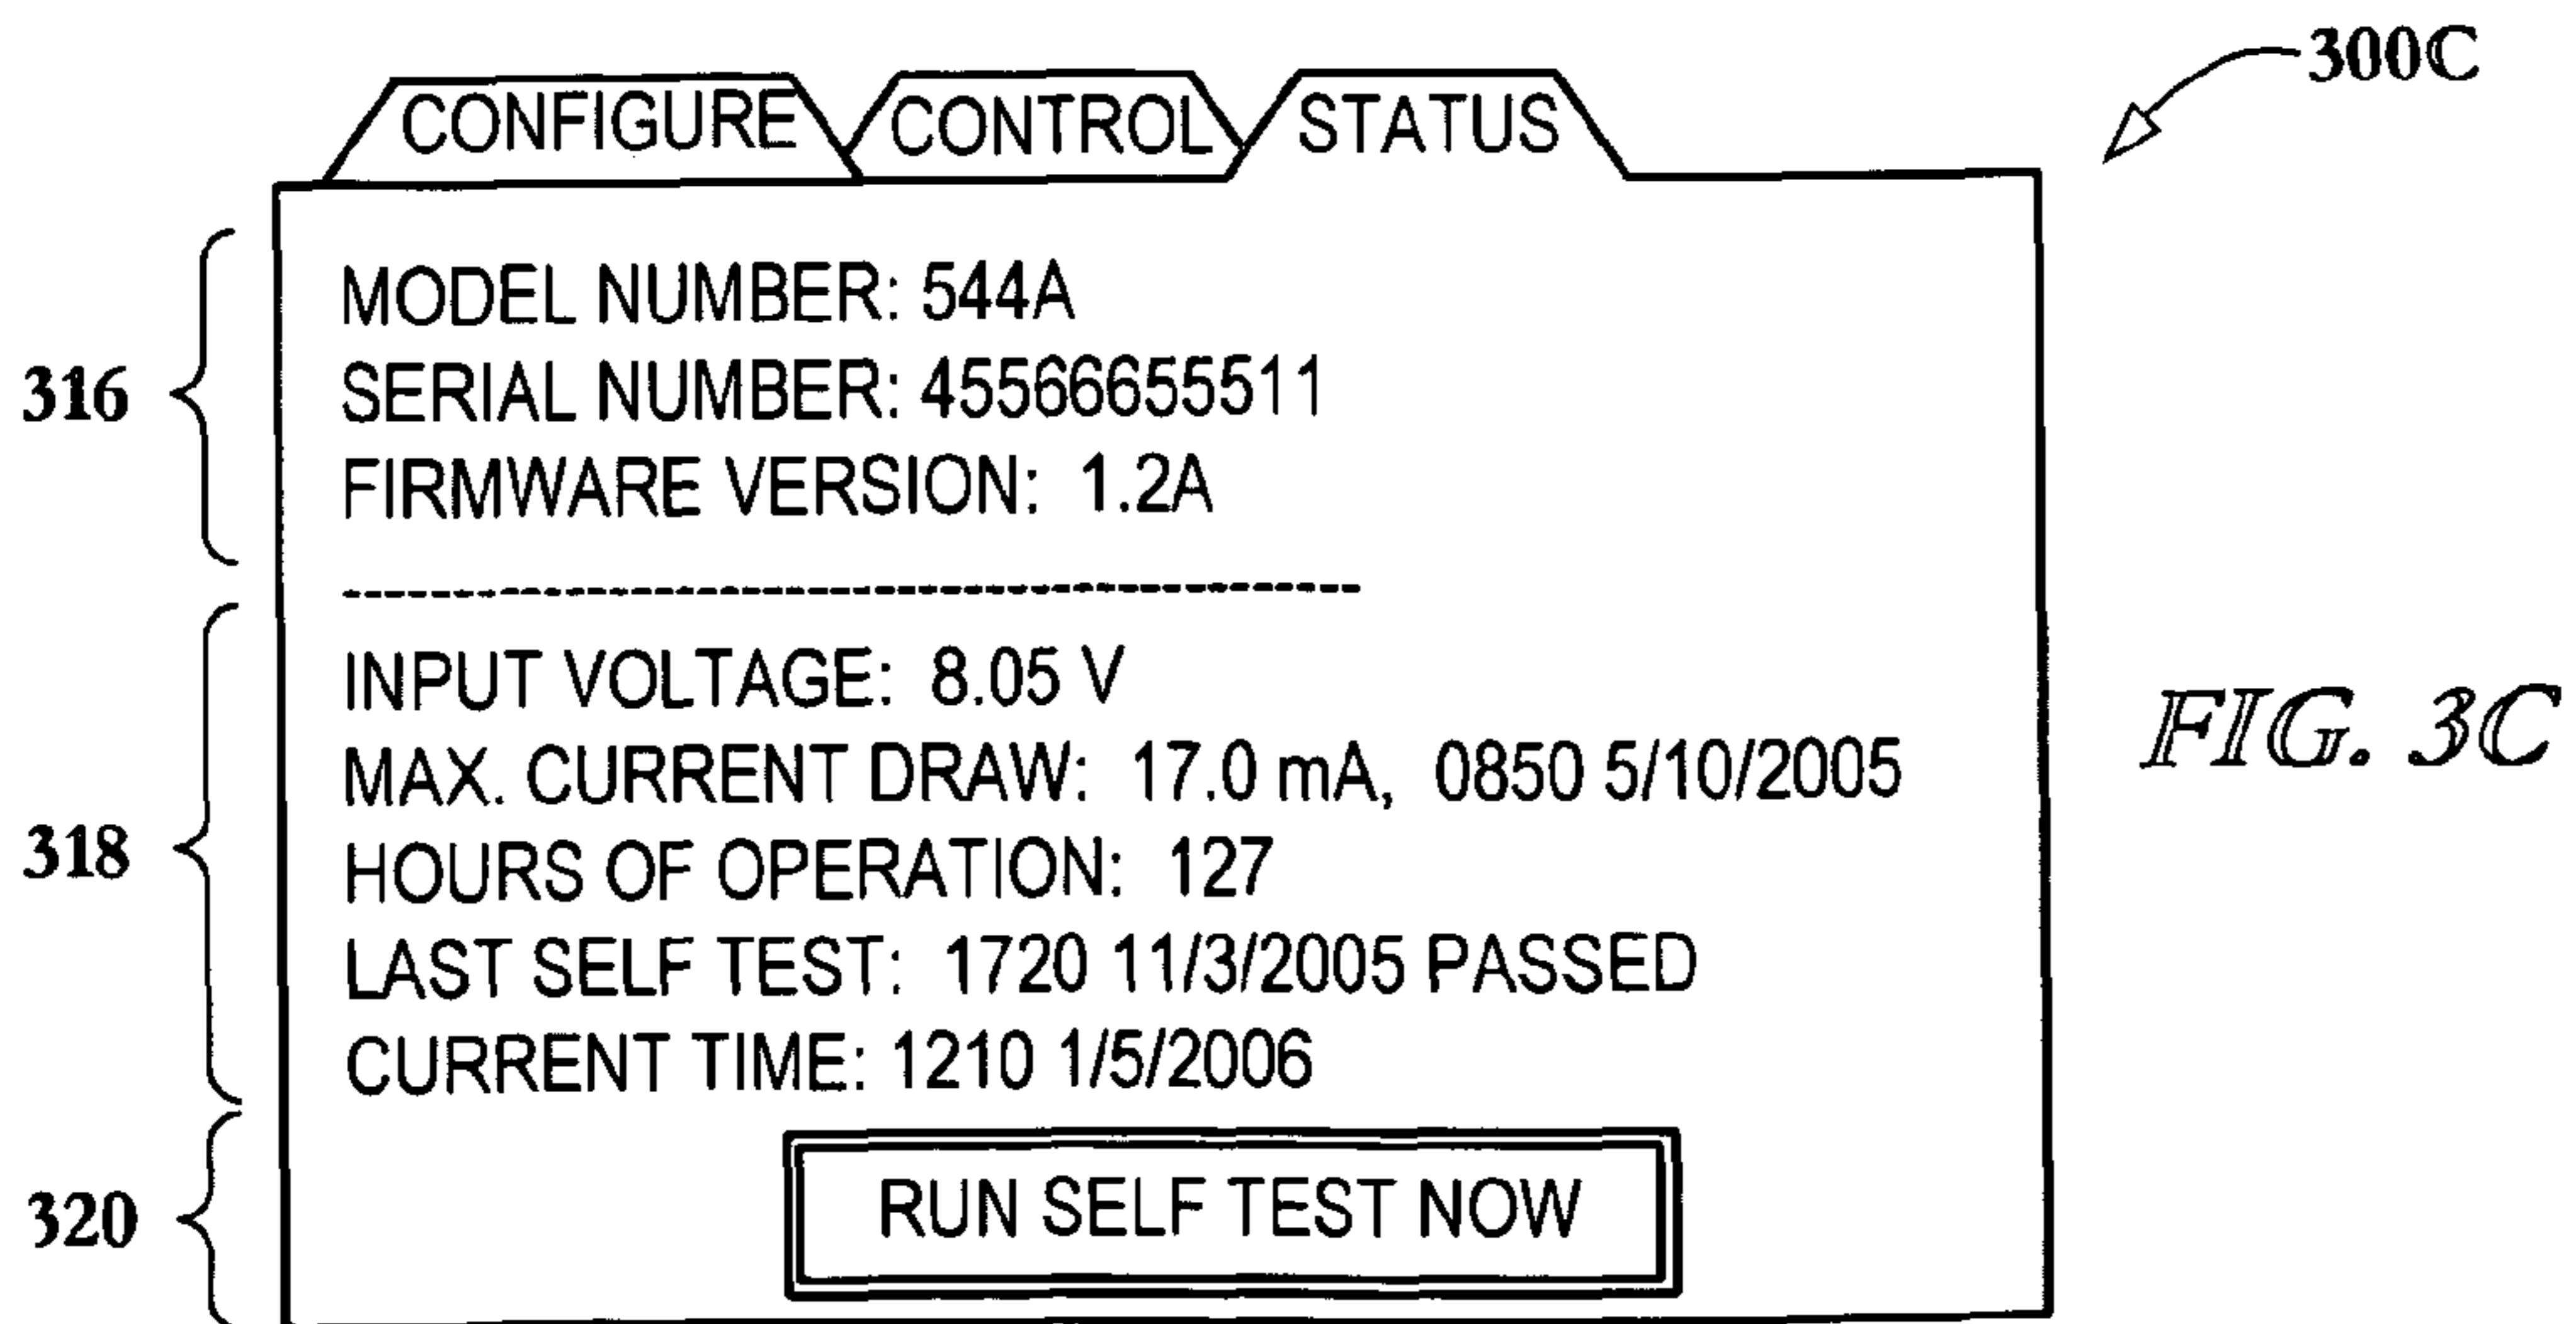 300C
CONFIGURE CONTROL STATUS
316
MODEL NUMBER: 544A
SERIAL NUMBER: 45566655511
FIRMWARE VERSION: 1.2A
318
INPUT VOLTAGE: 8.05 V
MAX. CURRENT DRAW: 17.0 mA, 0850 5/10/2005
HOURS OF OPERATION: 127
LAST SELF TEST: 1720 11/3/2005 PASSED
CURRENT TIME: 1210 1/5/2006
320
RUN SELF TEST NOW
FIG. 3C